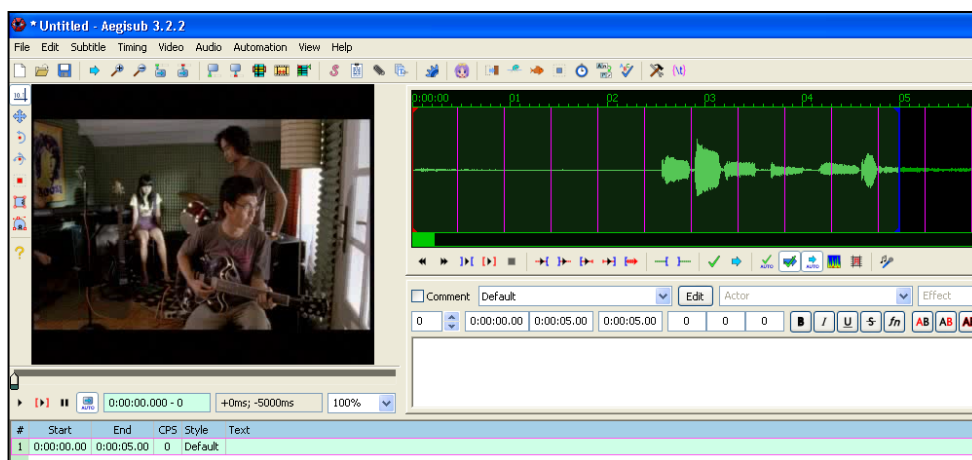 * Untitled - Aegisub 3.2.2
File Edit Subtitle Timing Video Audio Automation View Help
0:00:00 01 02 03 04 05
Comment Default Edit Actor Effect
0 0:00:00.00 0:00:05.00 0:00:05.00 0 0 0 B I U S fn AB AB
0:00:00.000 - 0 +0ms; -5000ms 100%
# Start End CPS Style Text
1 0:00:00.00 0:00:05.00 0 Default